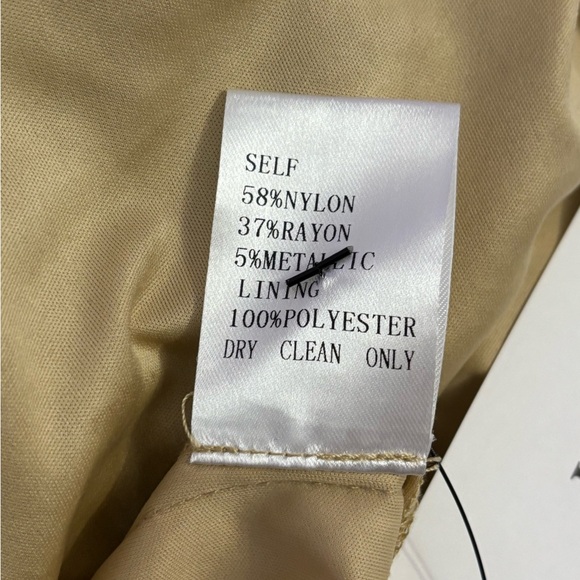 SELF
58%NYLON
37%RAYON
5%METALLIC
LINING
100%POLYESTER
DRY CLEAN ONLY